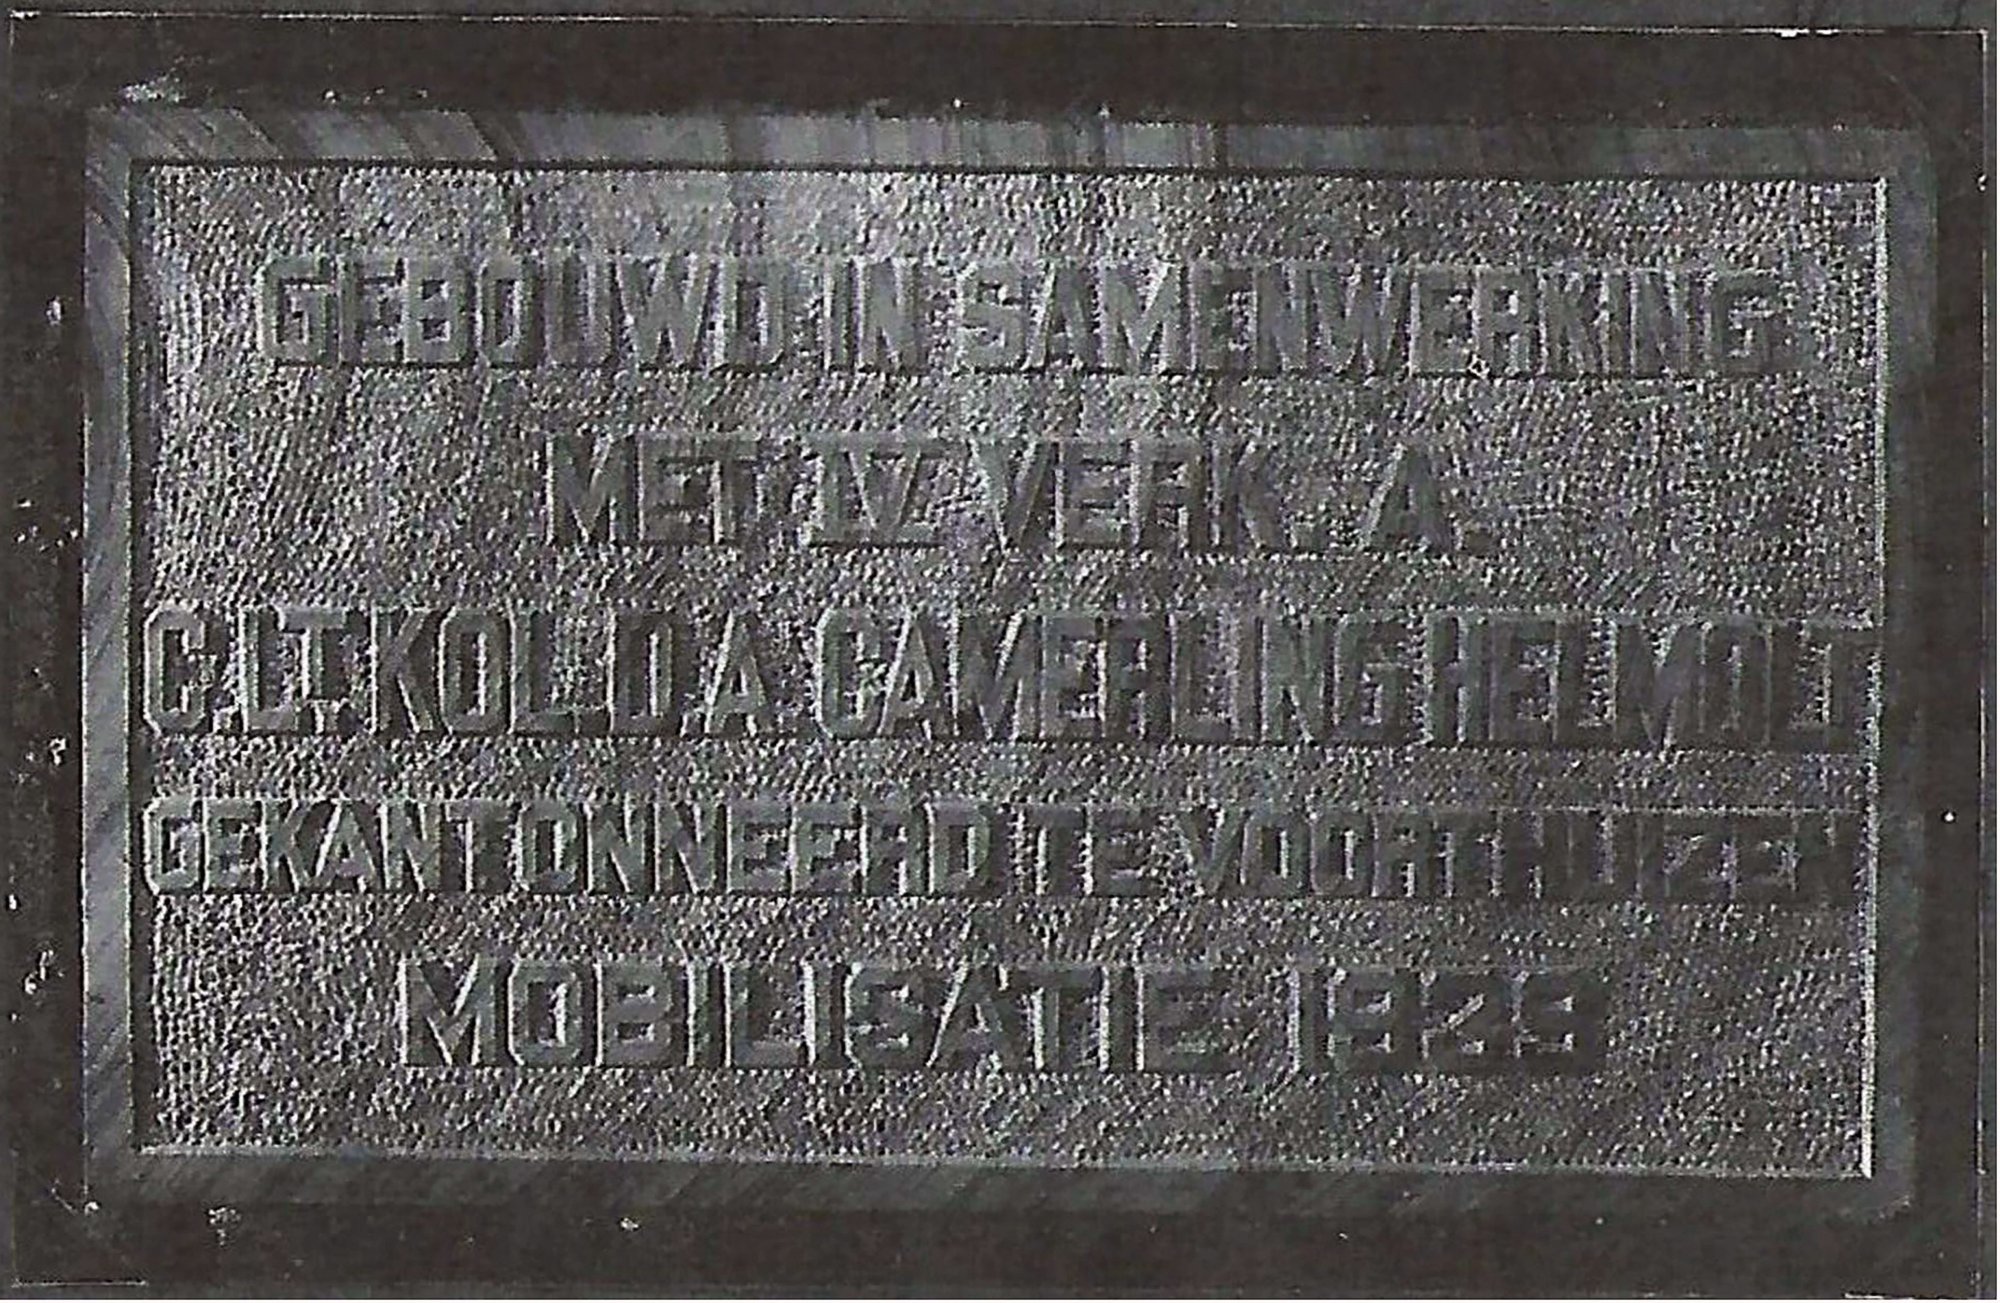 GEBOUWD IN SAMENWERKING
MET IV VERK. A.
C. LT. KOL. D.A. CAMERLING HELMOLT
GEKANTONNEERD TE VOORTHUIZEN
MOBILISATIE 1939